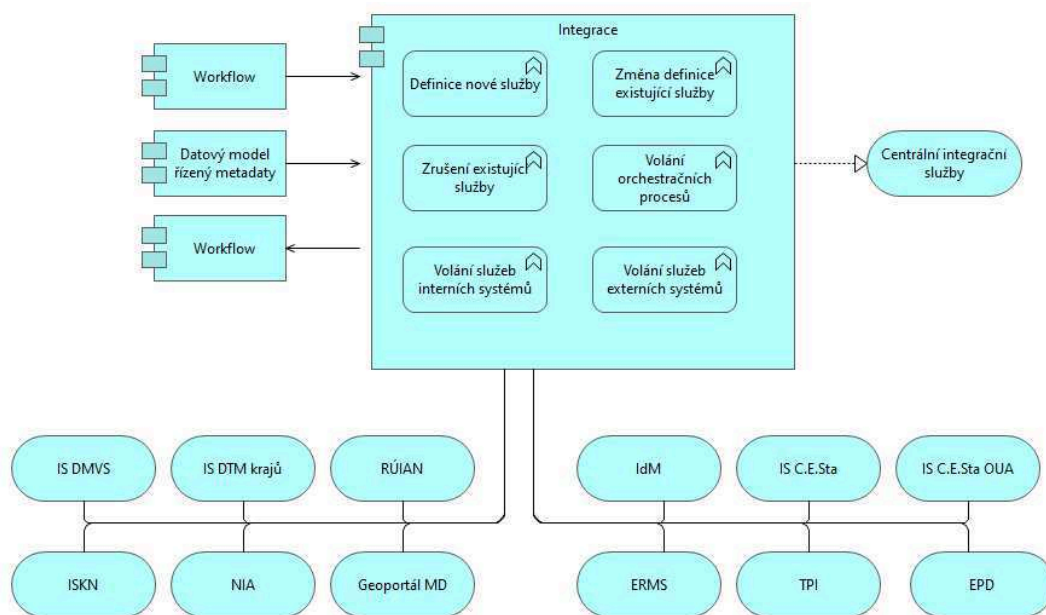 Integrace
Workflow
Definice nové služby
Změna definice
existující služby
Datový model
řízený metadaty
Zrušení existující
služby
Volání
orchestračních
procesů
Centrální integrační
služby
Workflow
Volání služeb
interních systémů
Volání služeb
externích systémů
IS DMVS
IS DTM krajů
RÚIAN
IdM
IS C.E.Sta
IS C.E.Sta OUA
ISKN
NIA
Geoportál MD
ERMS
TPI
EPD